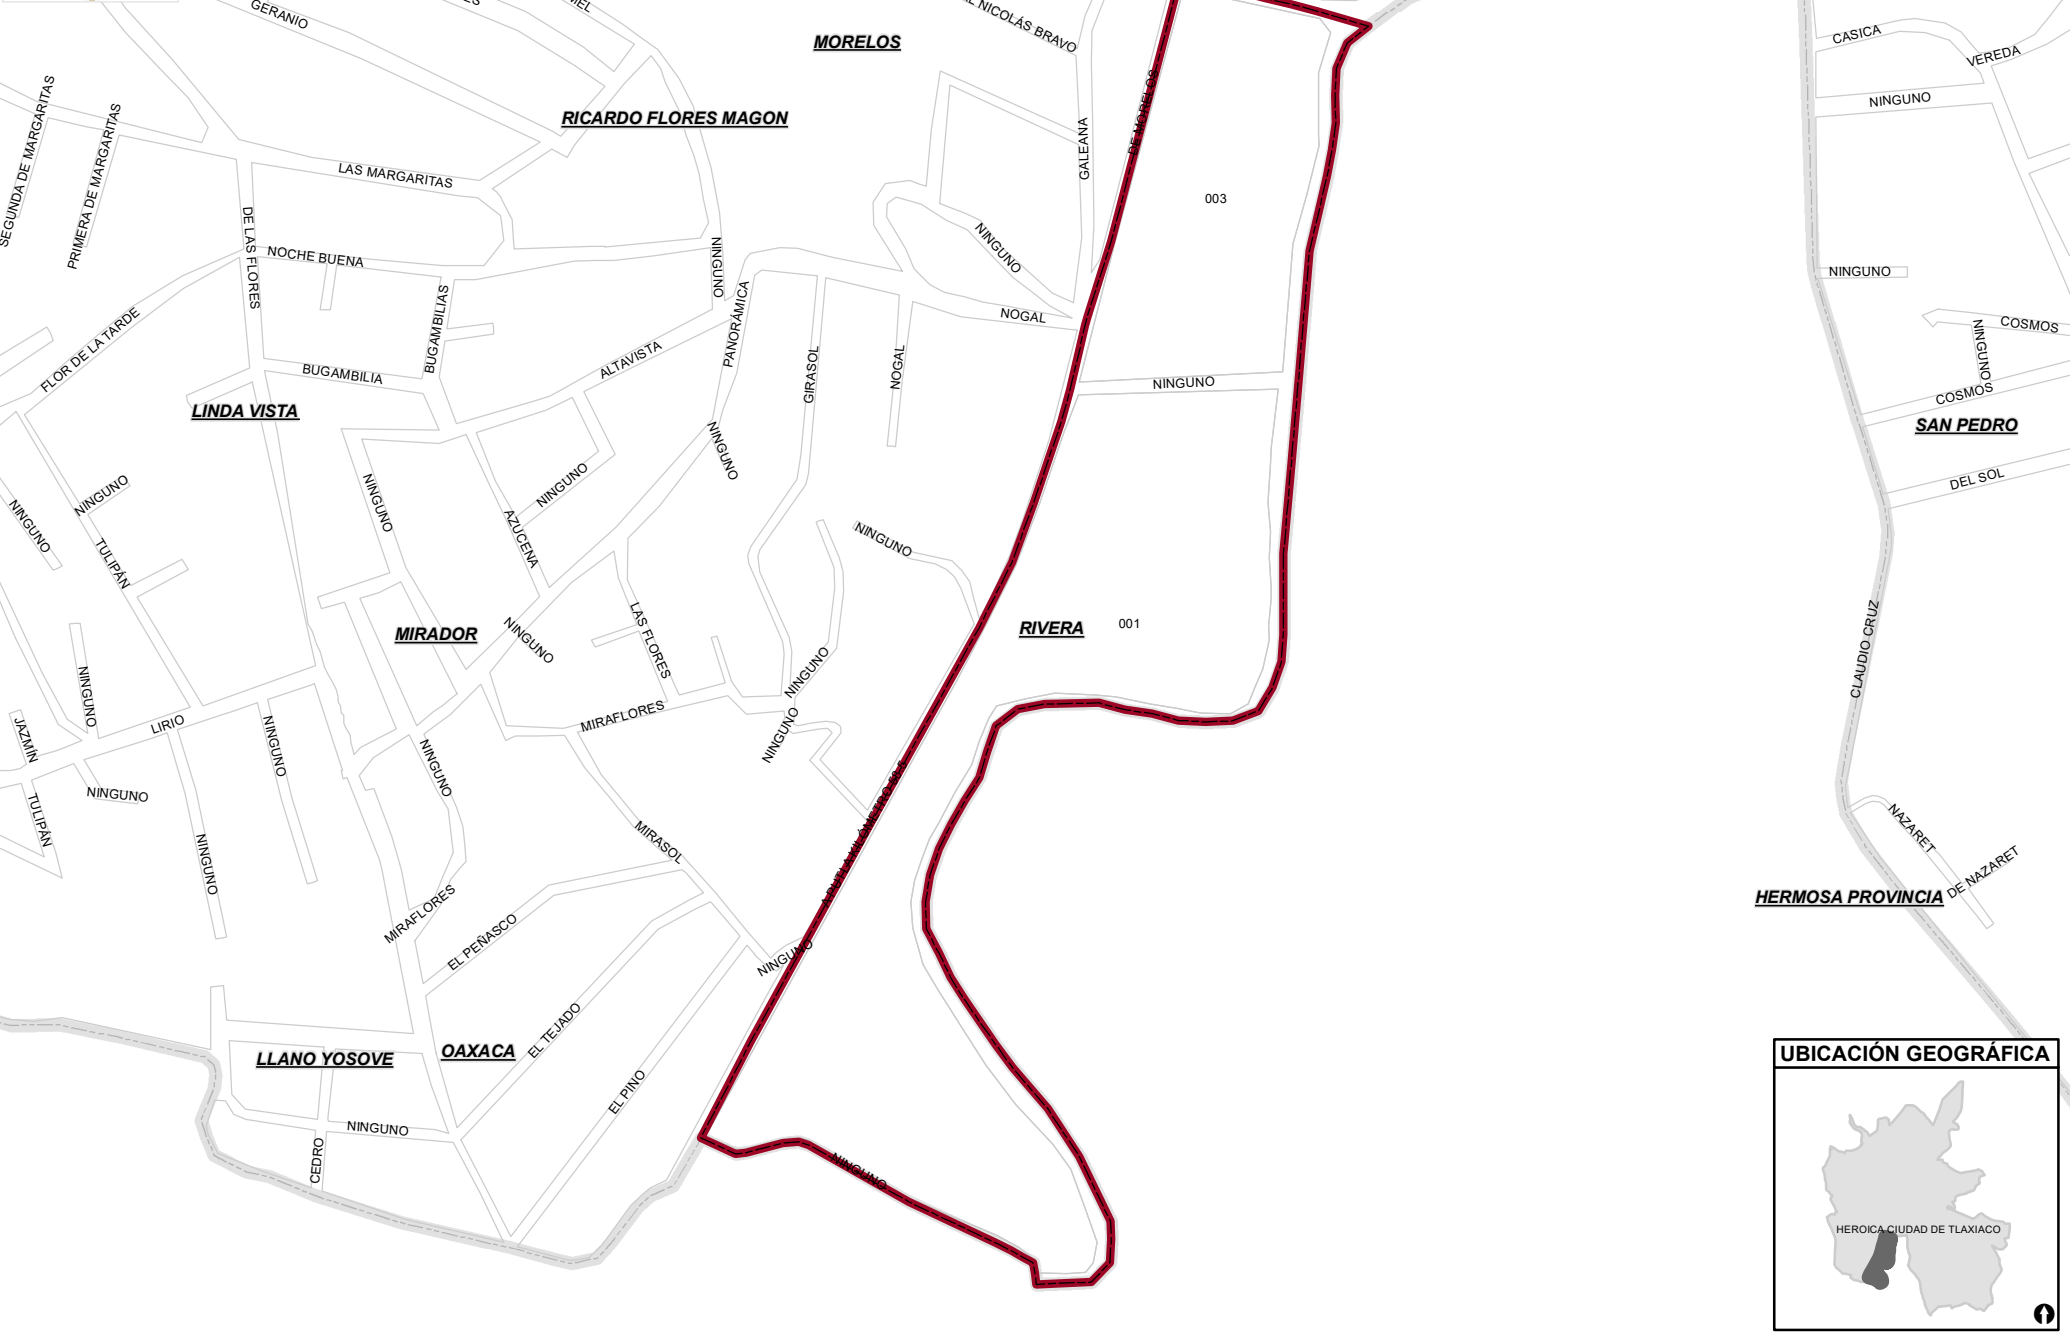 GERANIO
MORELOS
NICOLÁS BRAVO
CASICA
VEREDA
SEGUNDA DE MARGARITAS
PRIMERA DE MARGARITAS
RICARDO FLORES MAGON
GALEANA
DE MORELOS
NINGUNO
LAS MARGARITAS
003
DE LAS FLORES
NOCHE BUENA
NINGUNO
NINGUNO
NINGUNO
FLOR DE LA TARDE
BUGAMBILIAS
PANORÁMICA
NOGAL
COSMOS
NINGUNO
ALTAVISTA
GIRASOL
NOGAL
BUGAMBILIA
NINGUNO
COSMOS
LINDA VISTA
SAN PEDRO
NINGUNO
DEL SOL
NINGUNO
NINGUNO
NINGUNO
NINGUNO
AZUCENA
NINGUNO
TULIPÁN
MIRADOR
NINGUNO
LAS FLORES
RIVERA
001
CLAUDIO CRUZ
NINGUNO
NINGUNO
LIRIO
MIRAFLORES
NINGUNO
JAZMÍN
NINGUNO
NINGUNO
NINGUNO
TULIPÁN
A PUTLA KILÓMETRO 53.5
MIRASOL
NAZARET
NINGUNO
DE NAZARET
HERMOSA PROVINCIA
MIRAFLORES
EL PEÑASCO
NINGUNO
EL TEJADO
LLANO YOSOVE
OAXACA
UBICACIÓN GEOGRÁFICA
EL PINO
NINGUNO
CEDRO
NINGUNO
HEROICA CIUDAD DE TLAXIACO